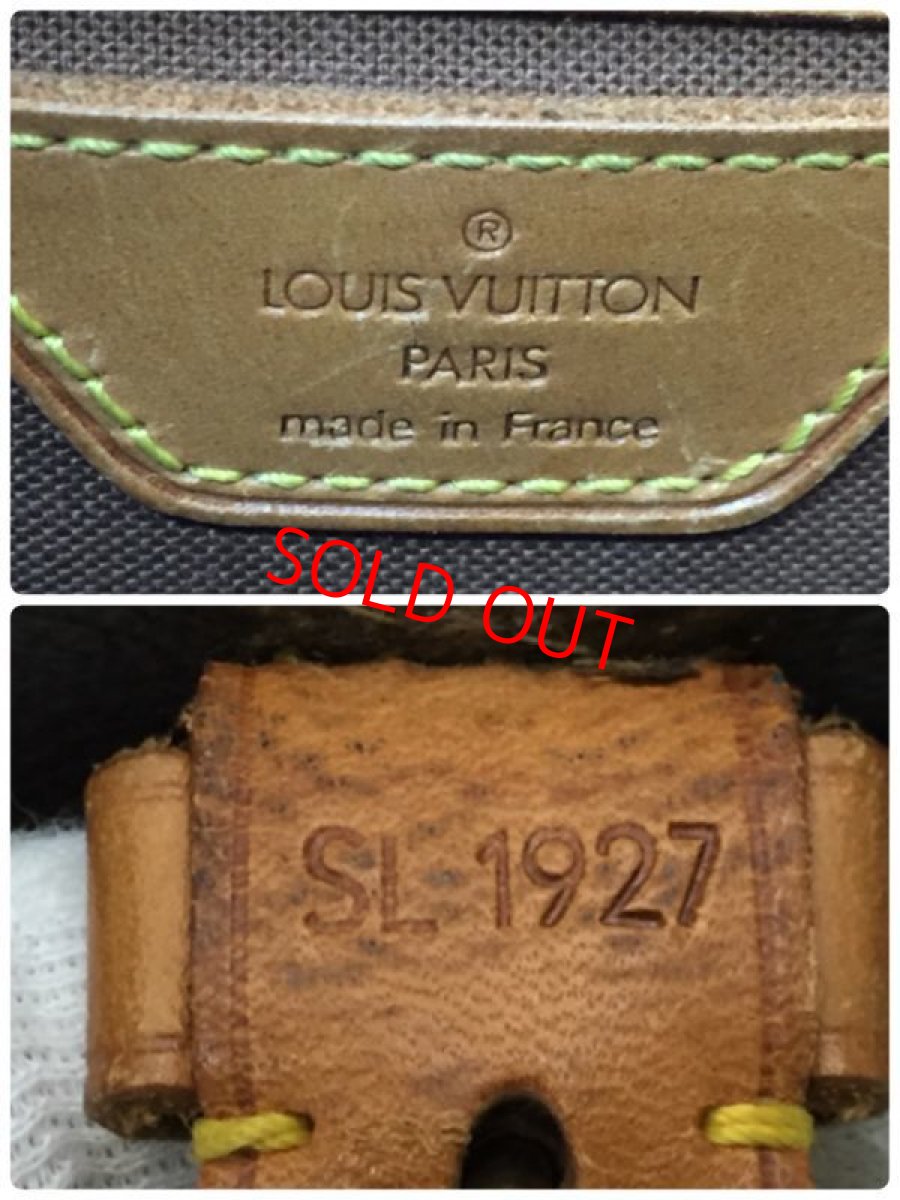 ®
LOUIS VUITTON
PARIS
made in France
SOLD OUT
SL 1927